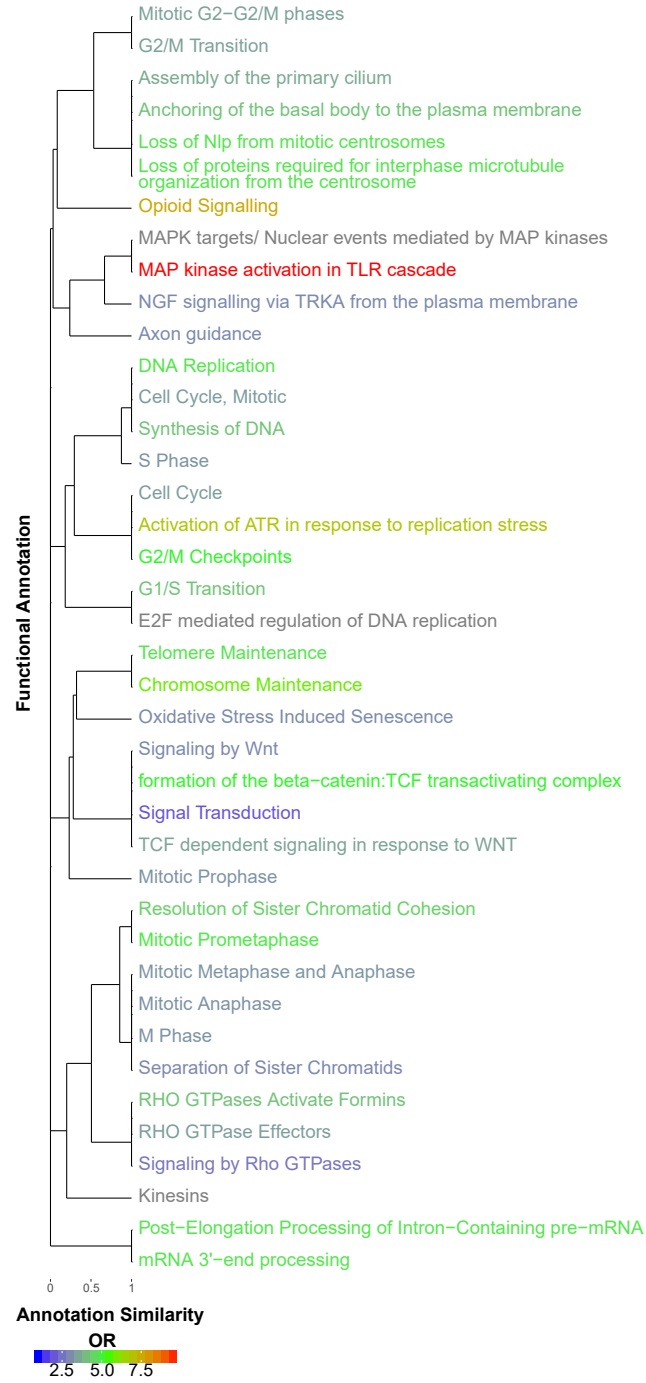 Mitotic G2−G2/M phases
G2/M Transition
Assembly of the primary cilium
Anchoring of the basal body to the plasma membrane
Loss of Nlp from mitotic centrosomes
Loss of proteins required for interphase microtubule
organization from the centrosome
Opioid Signalling
MAPK targets/ Nuclear events mediated by MAP kinases
MAP kinase activation in TLR cascade
NGF signalling via TRKA from the plasma membrane
Axon guidance
DNA Replication
Cell Cycle, Mitotic
Synthesis of DNA
S Phase
Cell Cycle
Activation of ATR in response to replication stress
G2/M Checkpoints
G1/S Transition
E2F mediated regulation of DNA replication
Telomere Maintenance
Chromosome Maintenance
Oxidative Stress Induced Senescence
Signaling by Wnt
formation of the beta−catenin:TCF transactivating complex
Signal Transduction
TCF dependent signaling in response to WNT
Mitotic Prophase
Resolution of Sister Chromatid Cohesion
Mitotic Prometaphase
Mitotic Metaphase and Anaphase
Mitotic Anaphase
M Phase
Separation of Sister Chromatids
RHO GTPases Activate Formins
RHO GTPase Effectors
Signaling by Rho GTPases
Kinesins
Post−Elongation Processing of Intron−Containing pre−mRNA
mRNA 3'−end processing
Functional Annotation
0 0.5 1
Annotation Similarity
OR
2.5 5.0 7.5